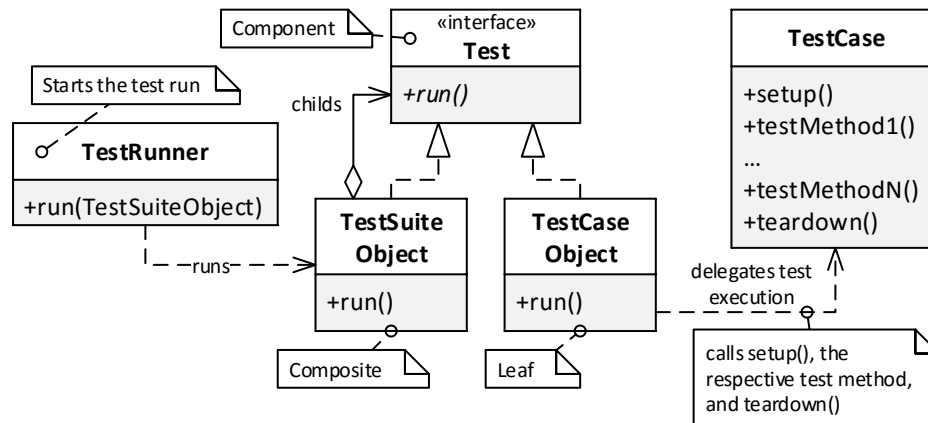 Component
«interface»
Test
+run()
TestCase
+setup()
+testMethod1()
...
+testMethodN()
+teardown()
Starts the test run
childs
TestRunner
+run(TestSuiteObject)
TestSuite
Object
+run()
TestCase
Object
+run()
runs
delegates test
execution
Composite
Leaf
calls setup(), the
respective test method,
and teardown()